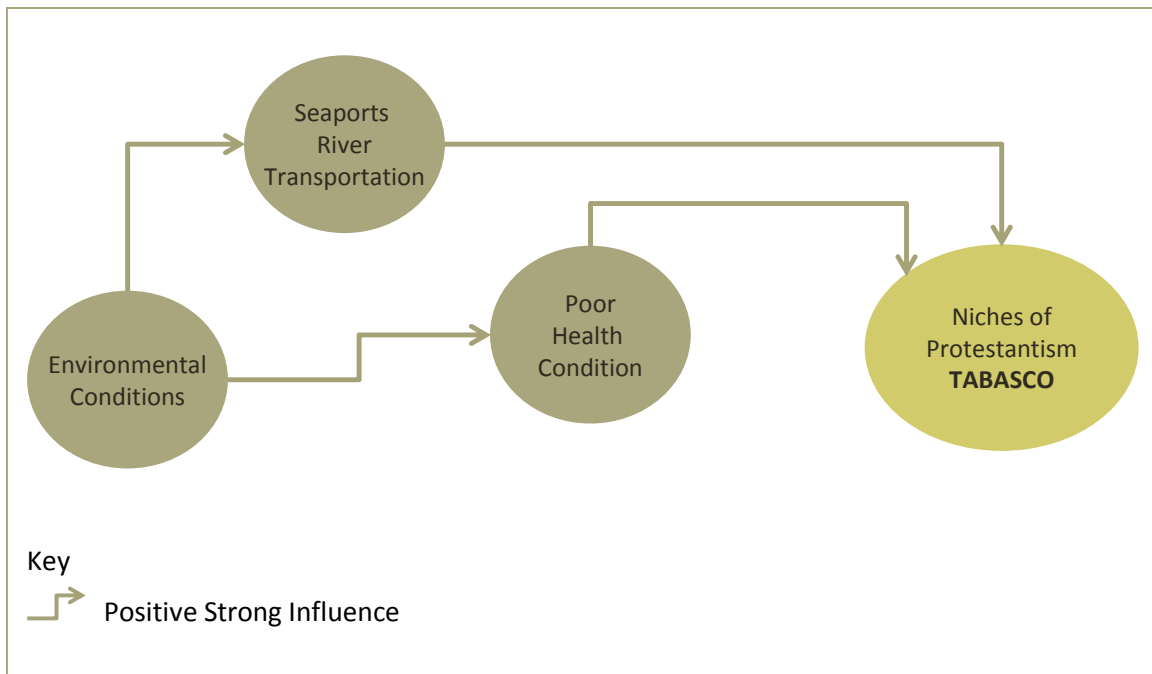 Seaports
River
Transportation
Poor
Health
Condition
Environmental
Conditions
Niches of
Protestantism
TABASCO
Key
Positive Strong Influence